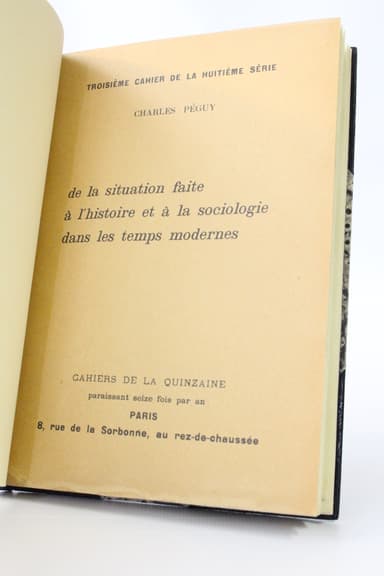 TROISIÈME CAHIER DE LA HUITIÈME SÉRIE
CHARLES PÉGUY
de la situation faite
à l'histoire et à la sociologie
dans les temps modernes
CAHIERS DE LA QUINZAINE
paraissant seize fois par an
PARIS
8, rue de la Sorbonne, au rez-de-chaussée